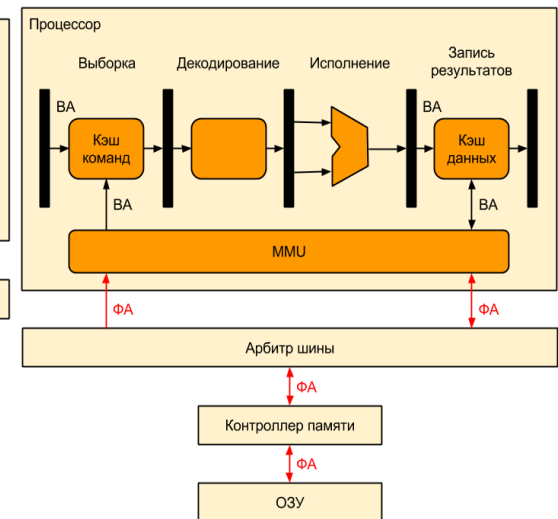 Процессор
Выборка
Декодирование
Исполнение
Запись
результатов
ВА
ВА
Кэш
команд
Кэш
данных
ВА
ВА
MMU
ФА
ФА
Арбитр шины
ФА
Контроллер памяти
ФА
ОЗУ